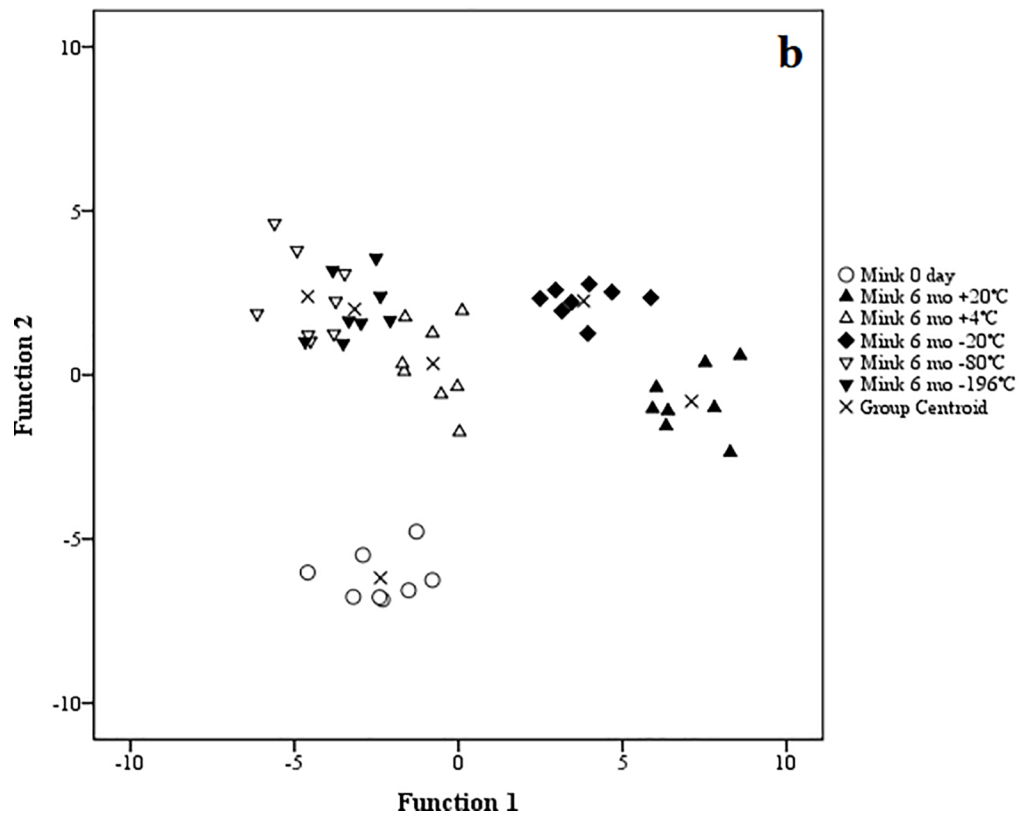 b
10
5
0
-5
-10
Function 2
-10 -5 0 5 10
Function 1
Mink 0 day
Mink 6 mo +20°C
Mink 6 mo +4°C
Mink 6 mo -20°C
Mink 6 mo -80°C
Mink 6 mo -196°C
Group Centroid